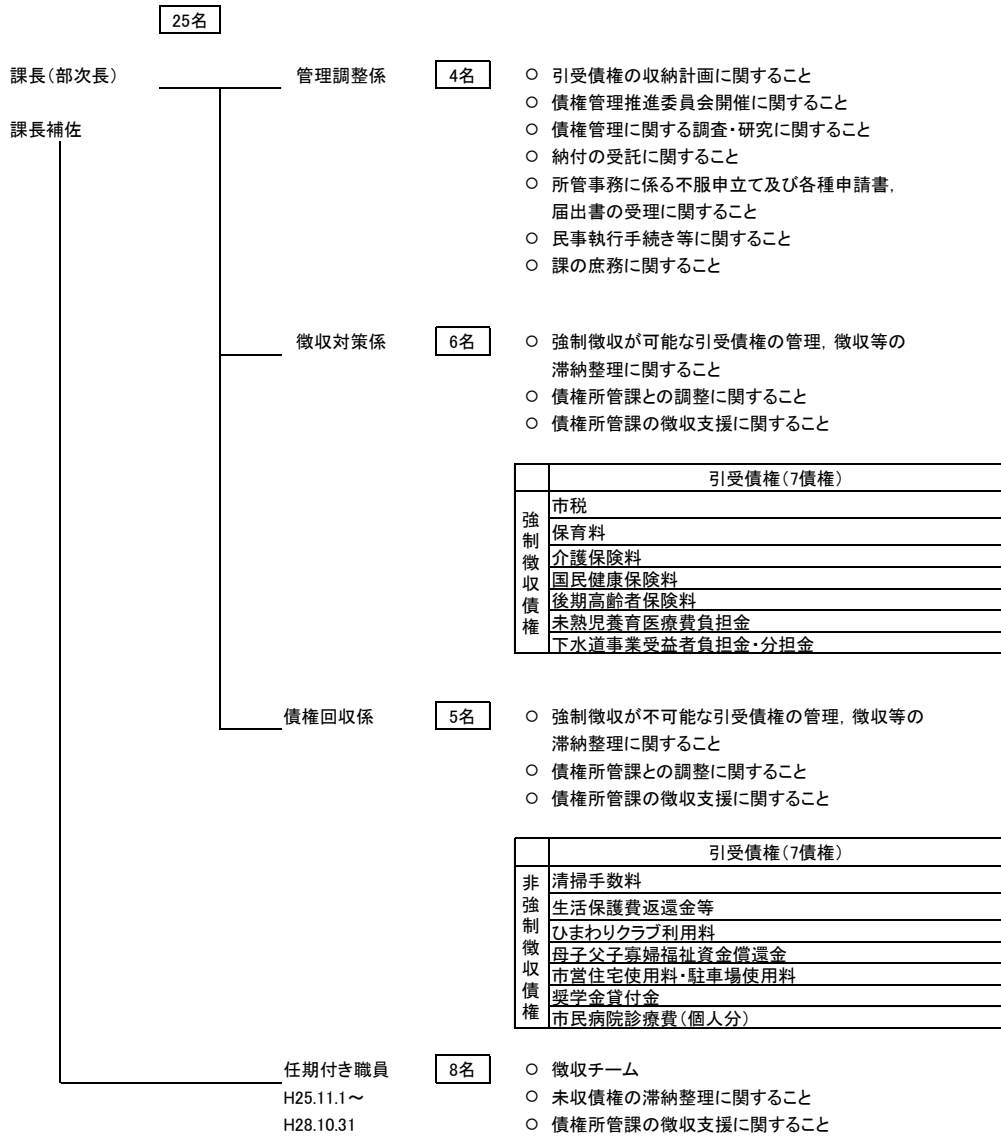 25名
課長(部次長)
課長補佐
管理調整係 4名
○ 引受債権の収納計画に関すること
○ 債権管理推進委員会開催に関すること
○ 債権管理に関する調査・研究に関すること
○ 納付の受託に関すること
○ 所管事務に係る不服申立て及び各種申請書,
届出書の受理に関すること
○ 民事執行手続き等に関すること
○ 課の庶務に関すること
徴収対策係 6名
○ 強制徴収が可能な引受債権の管理, 徴収等の
滞納整理に関すること
○ 債権所管課との調整に関すること
○ 債権所管課の徴収支援に関すること
引受債権(7債権)
強制徴収債権
市税
保育料
介護保険料
国民健康保険料
後期高齢者保険料
未熟児養育医療費負担金
下水道事業受益者負担金・分担金
債権回収係 5名
○ 強制徴収が不可能な引受債権の管理, 徴収等の
滞納整理に関すること
○ 債権所管課との調整に関すること
○ 債権所管課の徴収支援に関すること
引受債権(7債権)
非強制徴収債権
清掃手数料
生活保護費返還金等
ひまわりクラブ利用料
母子父子寡婦福祉資金償還金
市営住宅使用料・駐車場使用料
奨学金貸付金
市民病院診療費(個人分)
任期付き職員 8名
H25.11.1～
H28.10.31
○ 徴収チーム
○ 未収債権の滞納整理に関すること
○ 債権所管課の徴収支援に関すること